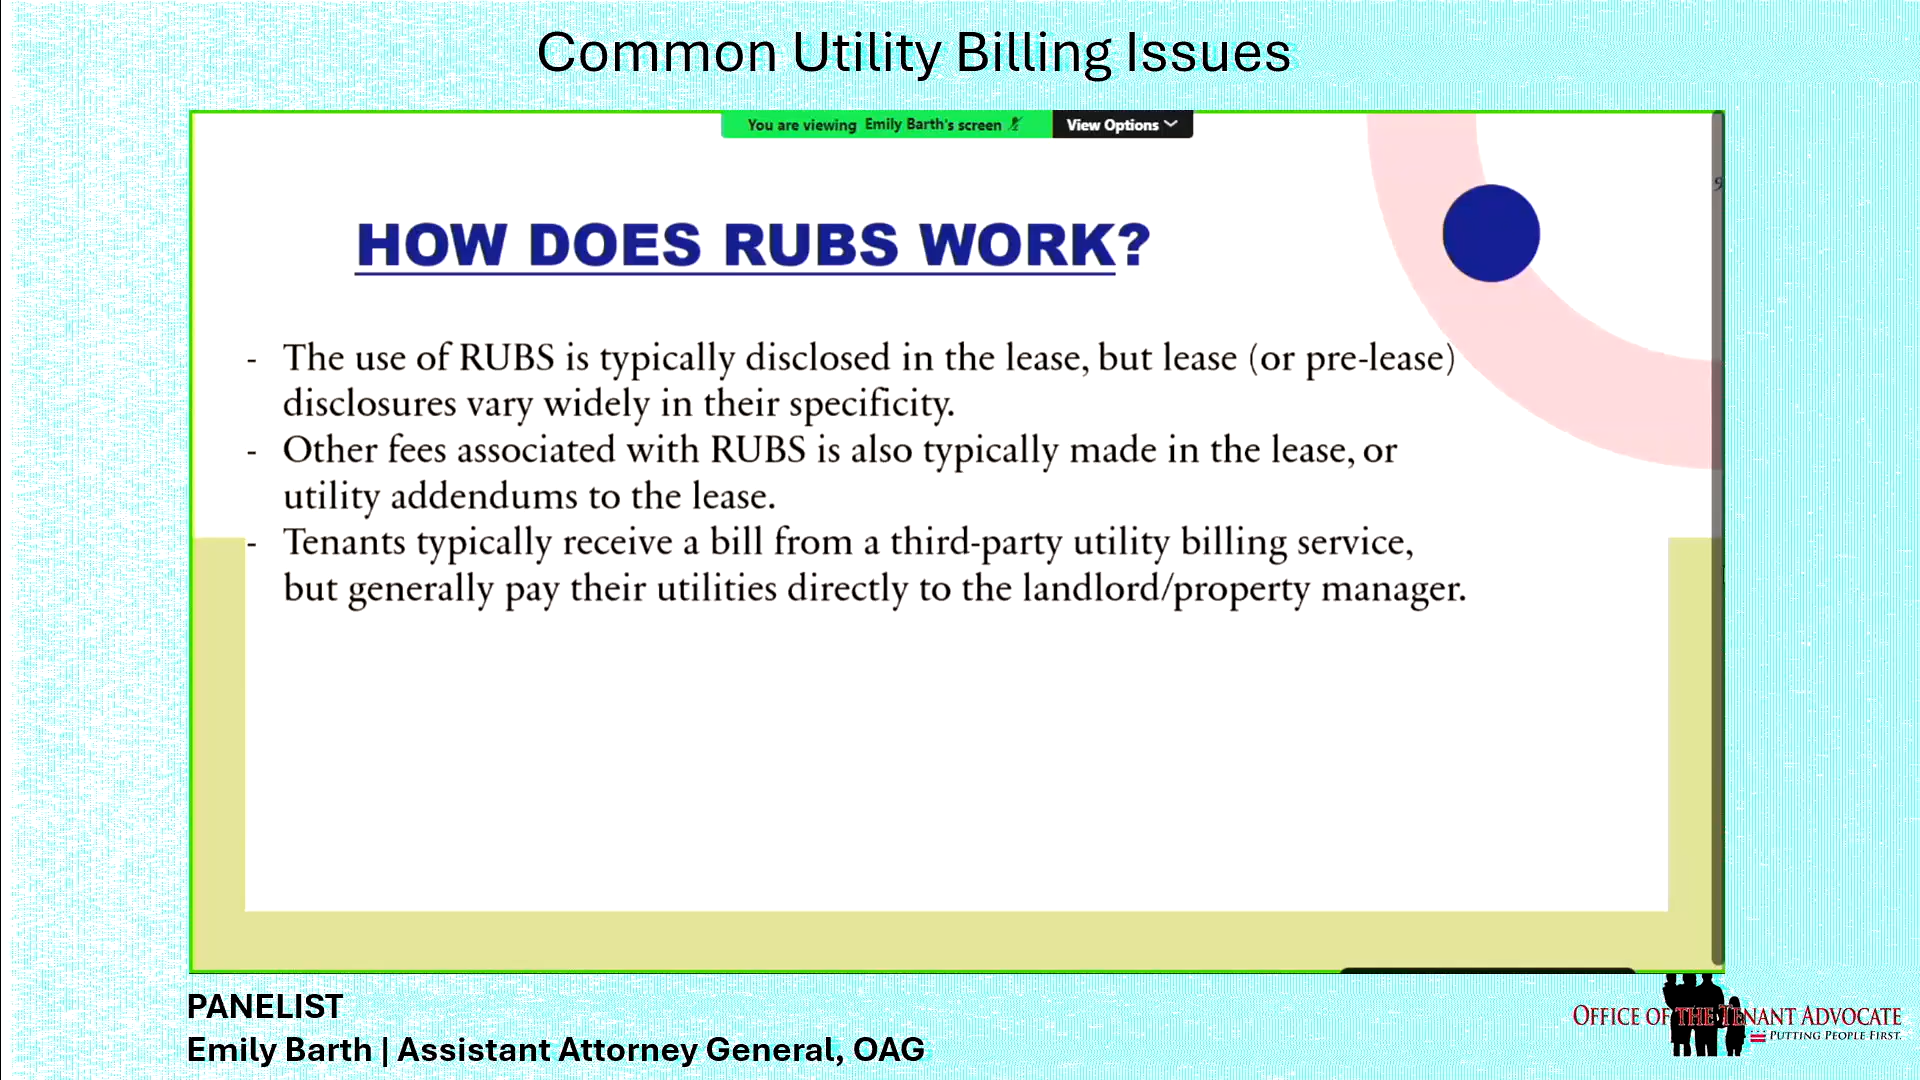 Common Utility Billing Issues
You are viewing Emily Barth's screen
View Options
9
HOW DOES RUBS WORK?
- The use of RUBS is typically disclosed in the lease, but lease (or pre-lease)
disclosures vary widely in their specificity.
- Other fees associated with RUBS is also typically made in the lease, or
utility addendums to the lease.
- Tenants typically receive a bill from a third-party utility billing service,
but generally pay their utilities directly to the landlord/property manager.
PANELIST
Emily Barth | Assistant Attorney General, OAG
OFFICE OF THE TENANT ADVOCATE
PUTTING PEOPLE FIRST.